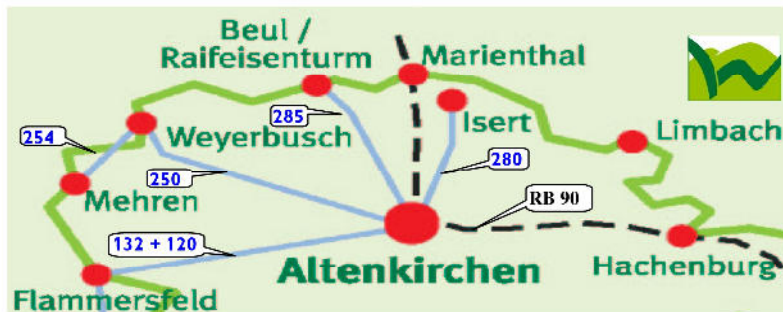 Beul /
Raifeisenturm
Marienthal
285
Isert
254
Weyerbusch
Limbach
280
250
Mehren
RB 90
132 + 120
Altenkirchen
Hachenburg
Flammersfeld